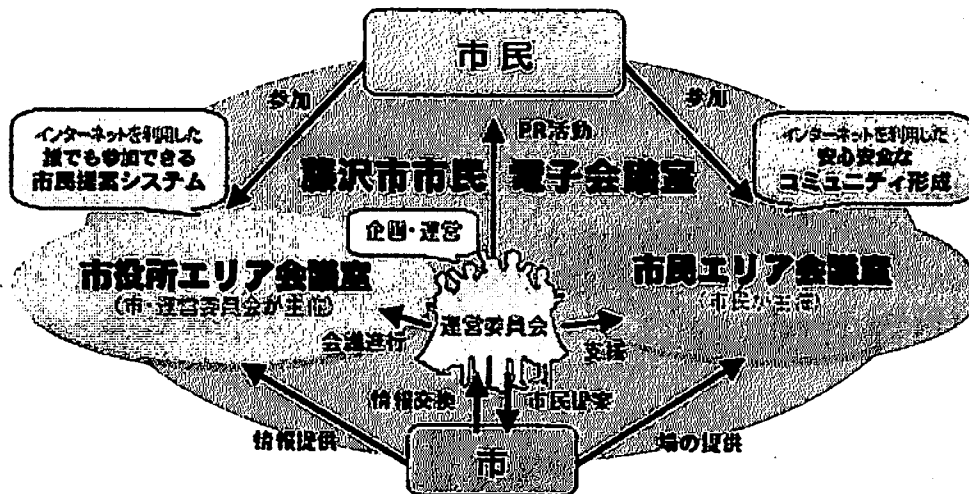 市民
参加
参加
インターネットを利用した
誰でも参加できる
市民提案システム
PR活動
インターネットを利用した
安心安全な
コミュニティ形成
藤沢市市民 電子会議室
企画・運営
市役所エリア会議室
(市・運営委員会が主催)
市民エリア会議室
(市民が主催)
運営委員会
会議進行
支援
情報交換
市民提案
情報提供
市
場の提供